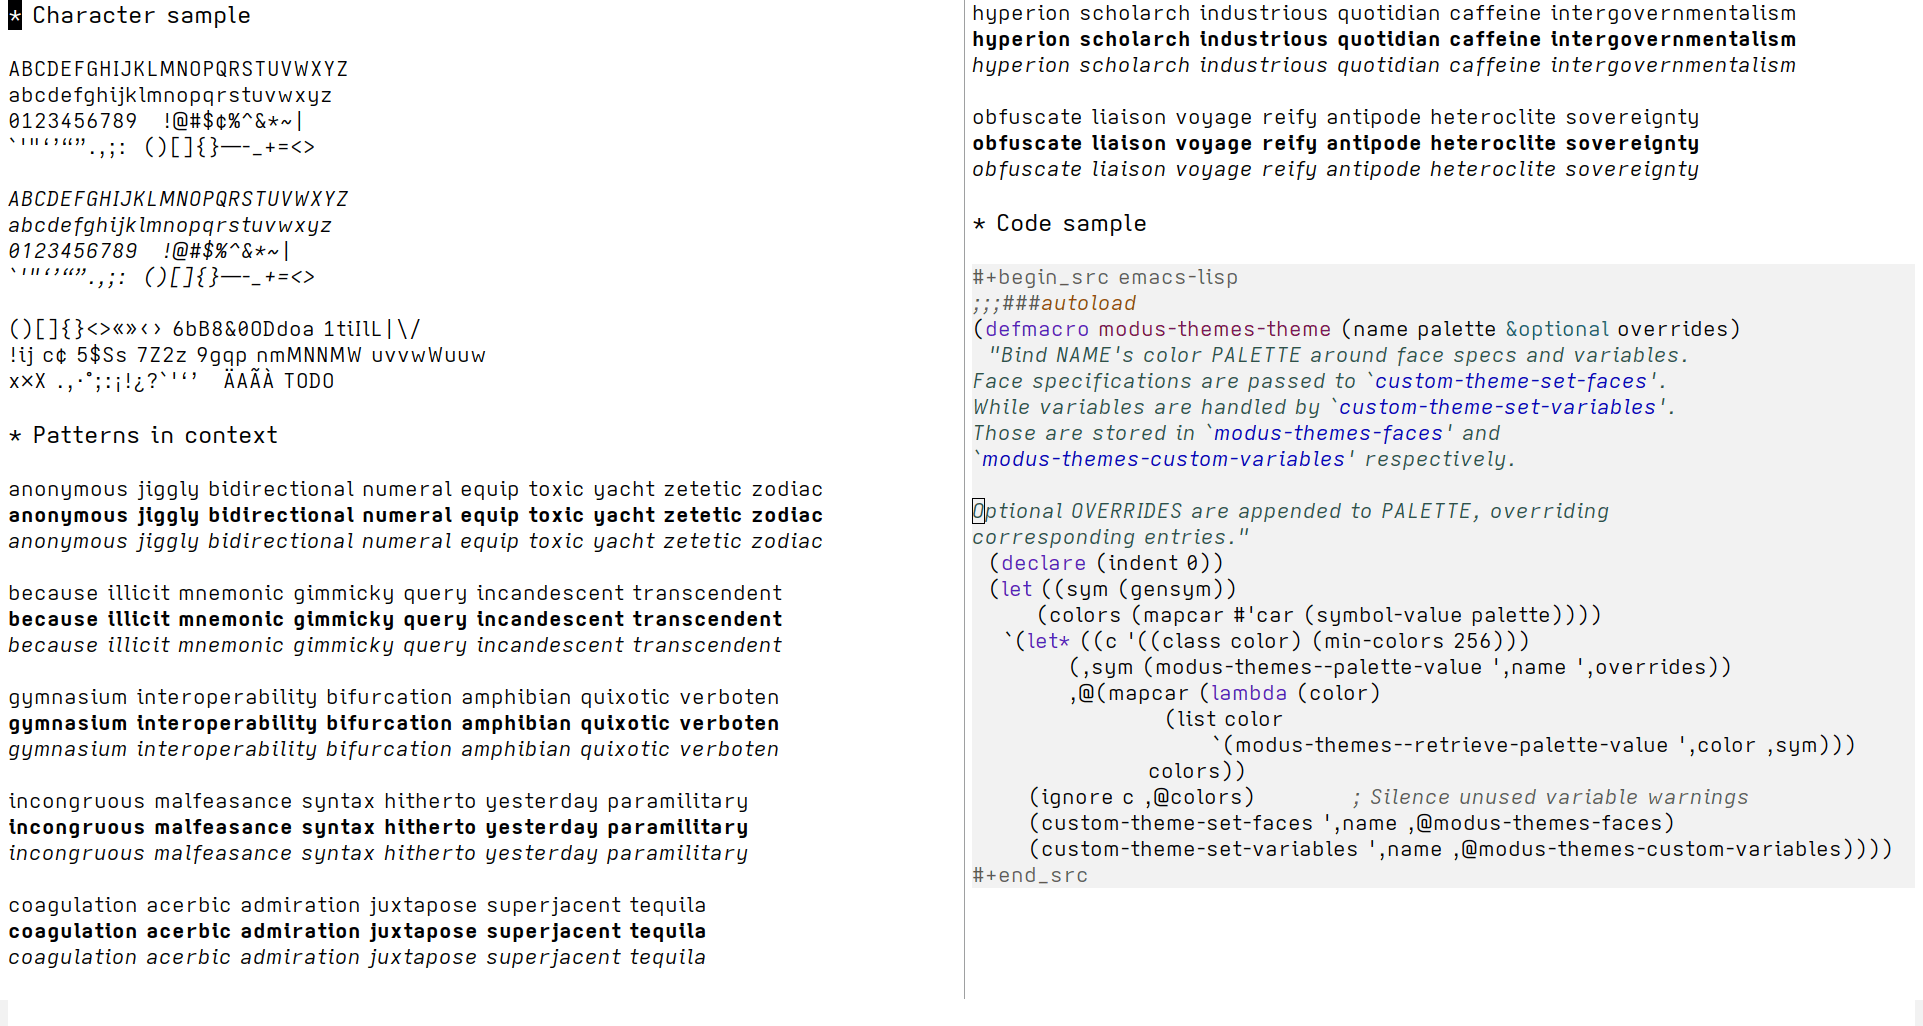 * Character sample

ABCDEFGHIJKLMNOPQRSTUVWXYZ
abcdefghijklmnopqrstuvwxyz
0123456789  !@#$¢%^&*~|
`'"‘’“”.,;:  ()[]{}—-_+=<>

ABCDEFGHIJKLMNOPQRSTUVWXYZ
abcdefghijklmnopqrstuvwxyz
0123456789  !@#$%^&*~|
`'"‘’“”.,;:  ()[]{}—-_+=<>

()[]{}<>«»‹› 6bB8&0ODdoa 1tiIlL|\/
!ij c¢ 5$Ss 7Z2z 9gqp nmMNNMW uvvwWuuw
x×X .,·°;:¡!¿?`'‘’   ÄAÃÀ TODO

* Patterns in context

anonymous jiggly bidirectional numeral equip toxic yacht zetetic zodiac
anonymous jiggly bidirectional numeral equip toxic yacht zetetic zodiac
anonymous jiggly bidirectional numeral equip toxic yacht zetetic zodiac

because illicit mnemonic gimmicky query incandescent transcendent
because illicit mnemonic gimmicky query incandescent transcendent
because illicit mnemonic gimmicky query incandescent transcendent

gymnasium interoperability bifurcation amphibian quixotic verboten
gymnasium interoperability bifurcation amphibian quixotic verboten
gymnasium interoperability bifurcation amphibian quixotic verboten

incongruous malfeasance syntax hitherto yesterday paramilitary
incongruous malfeasance syntax hitherto yesterday paramilitary
incongruous malfeasance syntax hitherto yesterday paramilitary

coagulation acerbic admiration juxtapose superjacent tequila
coagulation acerbic admiration juxtapose superjacent tequila
coagulation acerbic admiration juxtapose superjacent tequila

hyperion scholarch industrious quotidian caffeine intergovernmentalism
hyperion scholarch industrious quotidian caffeine intergovernmentalism
hyperion scholarch industrious quotidian caffeine intergovernmentalism

obfuscate liaison voyage reify antipode heteroclite sovereignty
obfuscate liaison voyage reify antipode heteroclite sovereignty
obfuscate liaison voyage reify antipode heteroclite sovereignty

* Code sample

#+begin_src emacs-lisp
;;;###autoload
(defmacro modus-themes-theme (name palette &optional overrides)
  "Bind NAME's color PALETTE around face specs and variables.
Face specifications are passed to `custom-theme-set-faces'.
While variables are handled by `custom-theme-set-variables'.
Those are stored in `modus-themes-faces' and
`modus-themes-custom-variables' respectively.

Optional OVERRIDES are appended to PALETTE, overriding
corresponding entries."
  (declare (indent 0))
  (let ((sym (gensym))
        (colors (mapcar #'car (symbol-value palette))))
    `(let* ((c '((class color) (min-colors 256)))
            (,sym (modus-themes--palette-value ',name ',overrides))
            ,@(mapcar (lambda (color)
                        (list color
                              `(modus-themes--retrieve-palette-value ',color ,sym)))
                      colors))
       (ignore c ,@colors)            ; Silence unused variable warnings
       (custom-theme-set-faces ',name ,@modus-themes-faces)
       (custom-theme-set-variables ',name ,@modus-themes-custom-variables))))
#+end_src